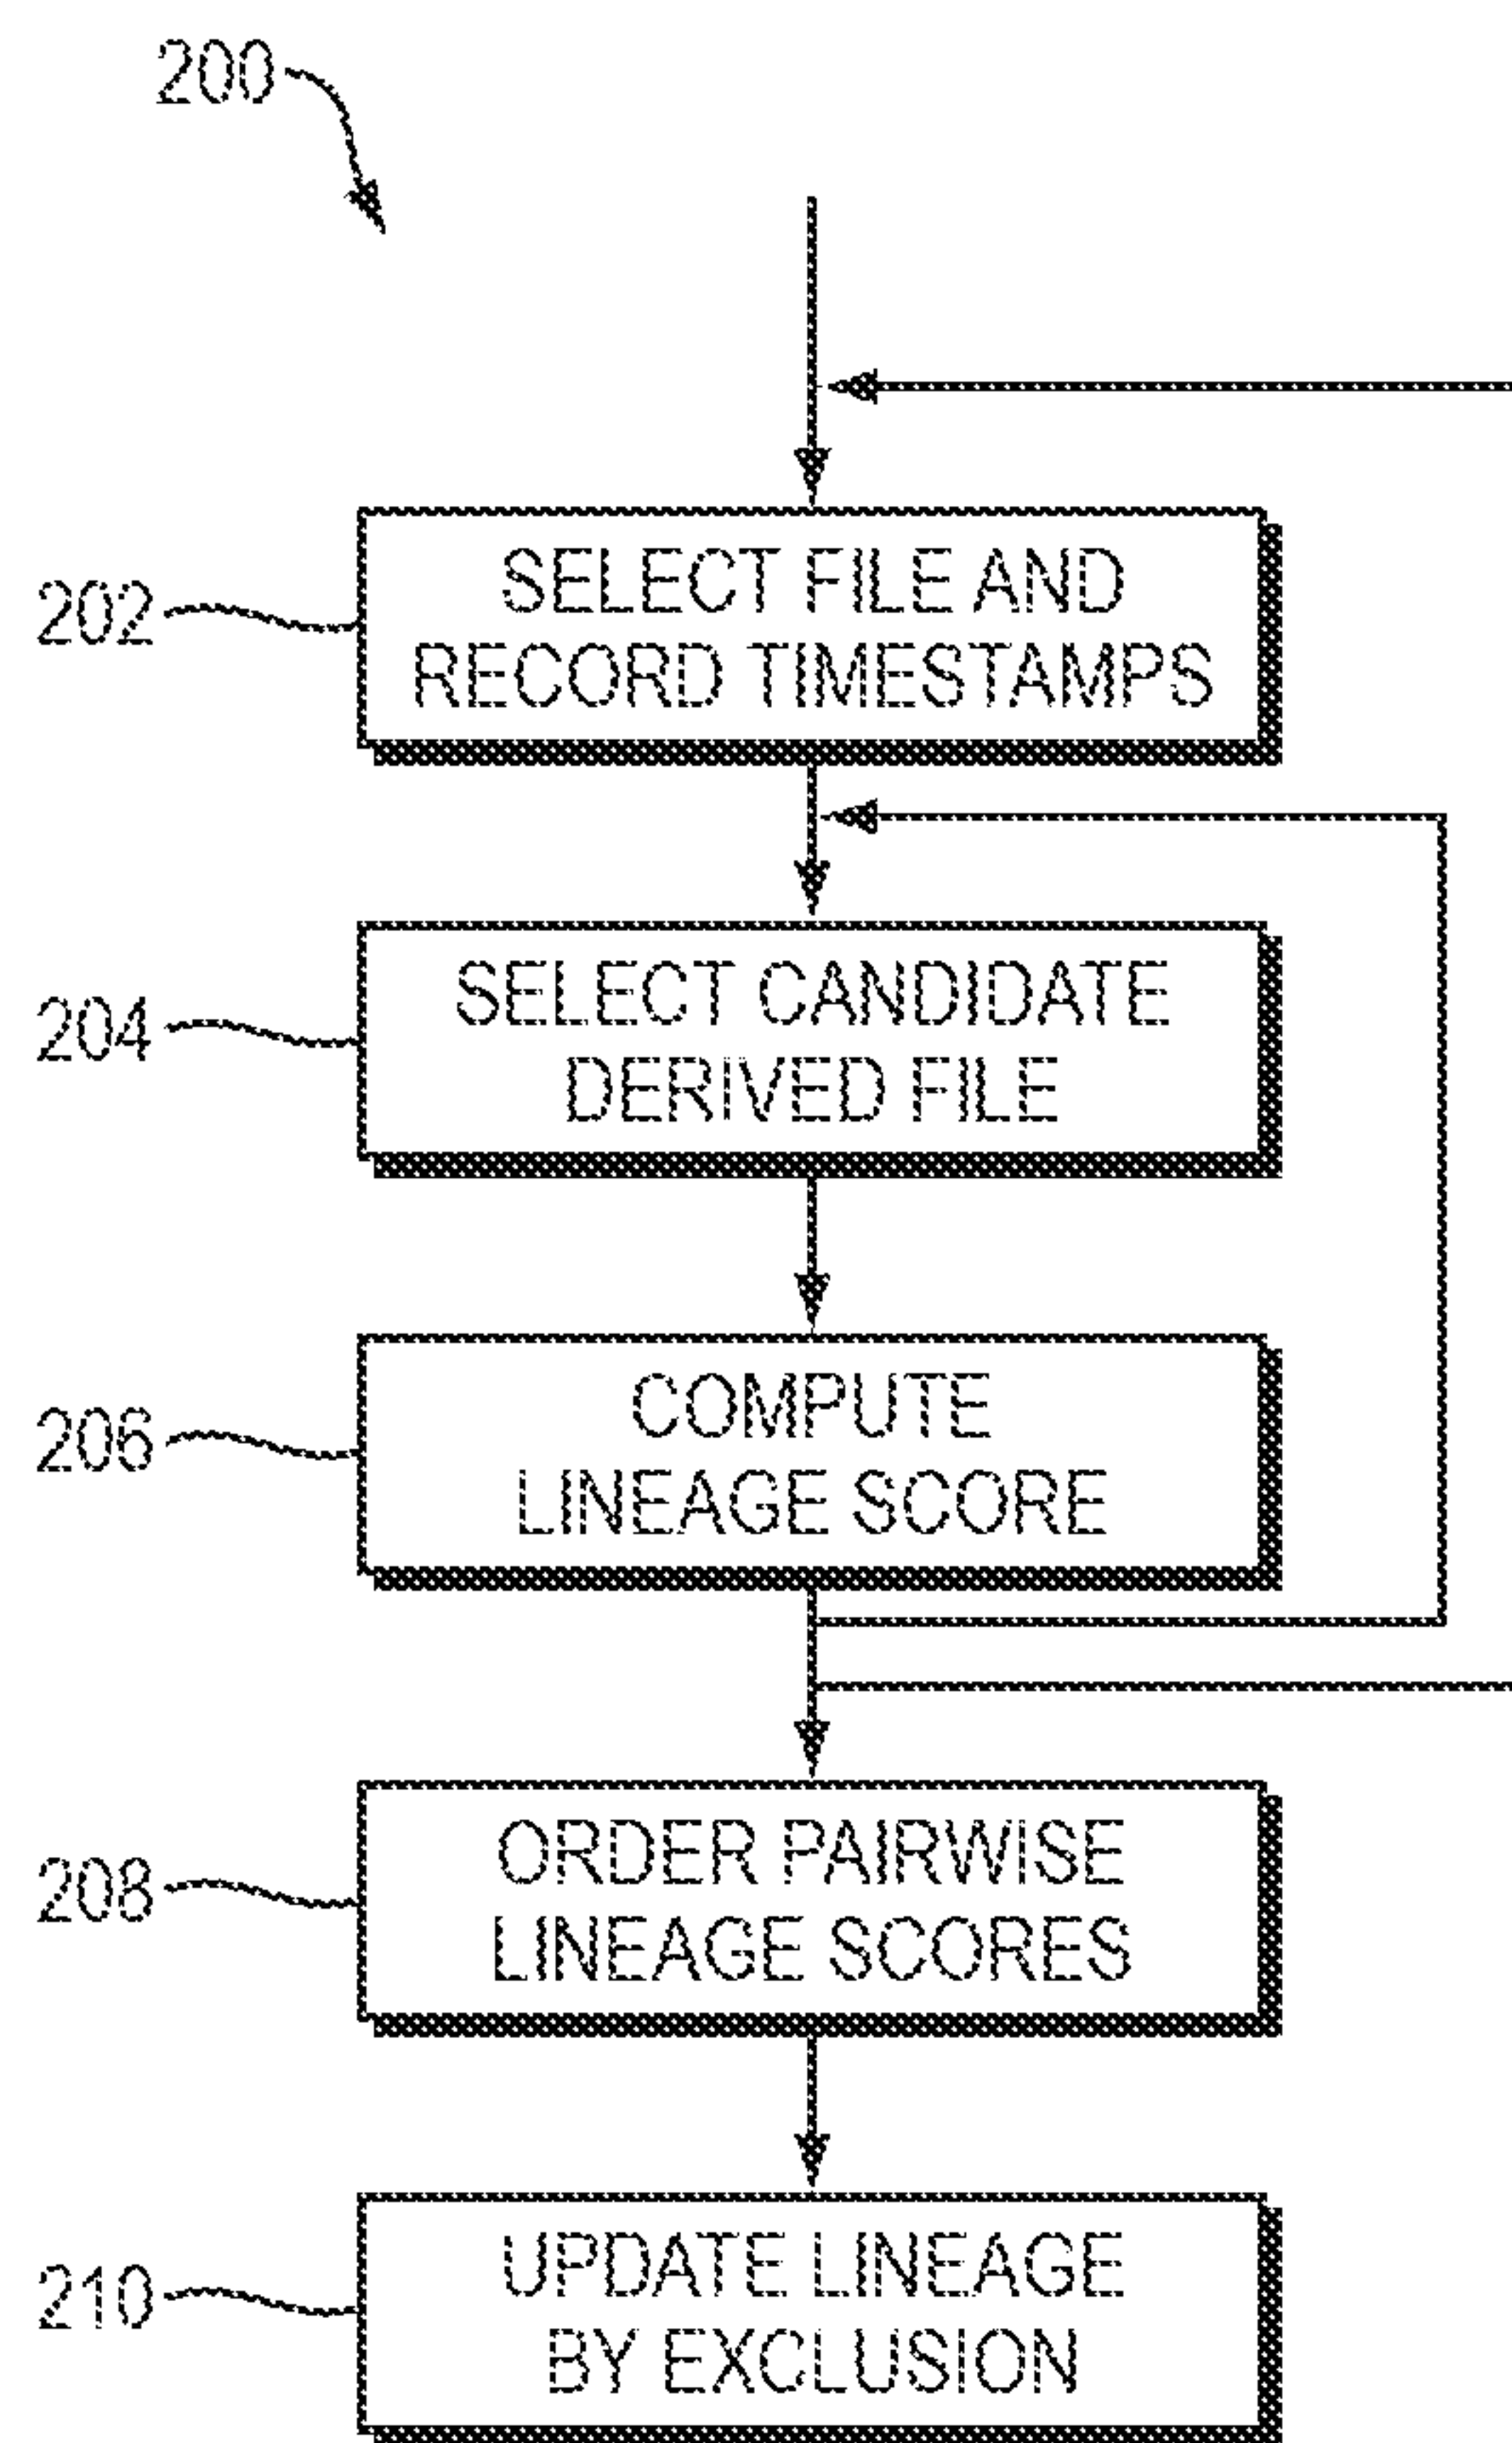 200
202
SELECT FILE AND
RECORD TIMESTAMPS
204
SELECT CANDIDATE
DERIVED FILE
206
COMPUTE
LINEAGE SCORE
208
ORDER PAIRWISE
LINEAGE SCORES
210
UPDATE LINEAGE
BY EXCLUSION